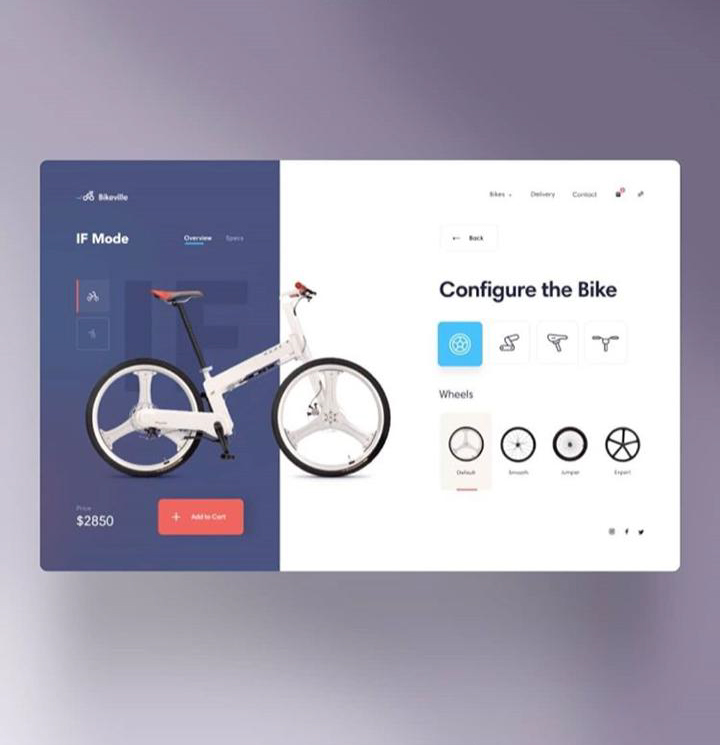 Bikeville
Bikes
Delivery
Contact
IF Mode
Overview
Specs
Back
IF
Configure the Bike
Wheels
Default
Smooth
Jumper
Expert
Price
$2850
+ Add to Cart